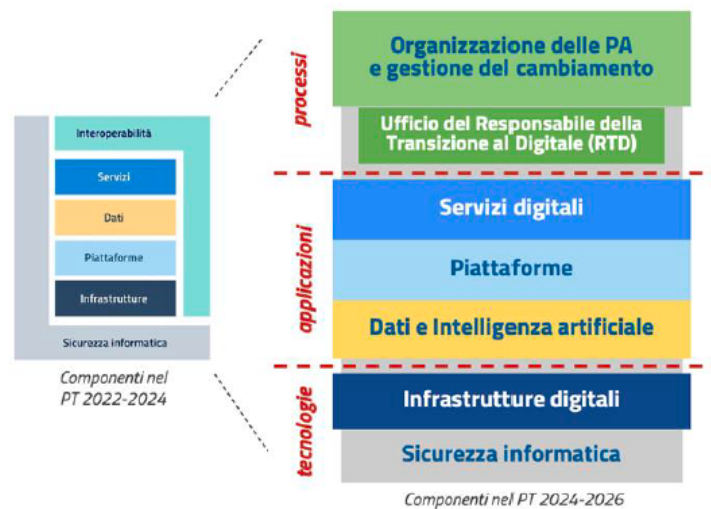 Interoperabilità
Servizi
Dati
Piattaforme
Infrastrutture
Sicurezza informatica
Componenti nel
PT 2022-2024
processi
Organizzazione delle PA
e gestione del cambiamento
Ufficio del Responsabile della
Transizione al Digitale (RTD)
applicazioni
Servizi digitali
Piattaforme
Dati e Intelligenza artificiale
tecnologie
Infrastrutture digitali
Sicurezza informatica
Componenti nel PT 2024-2026